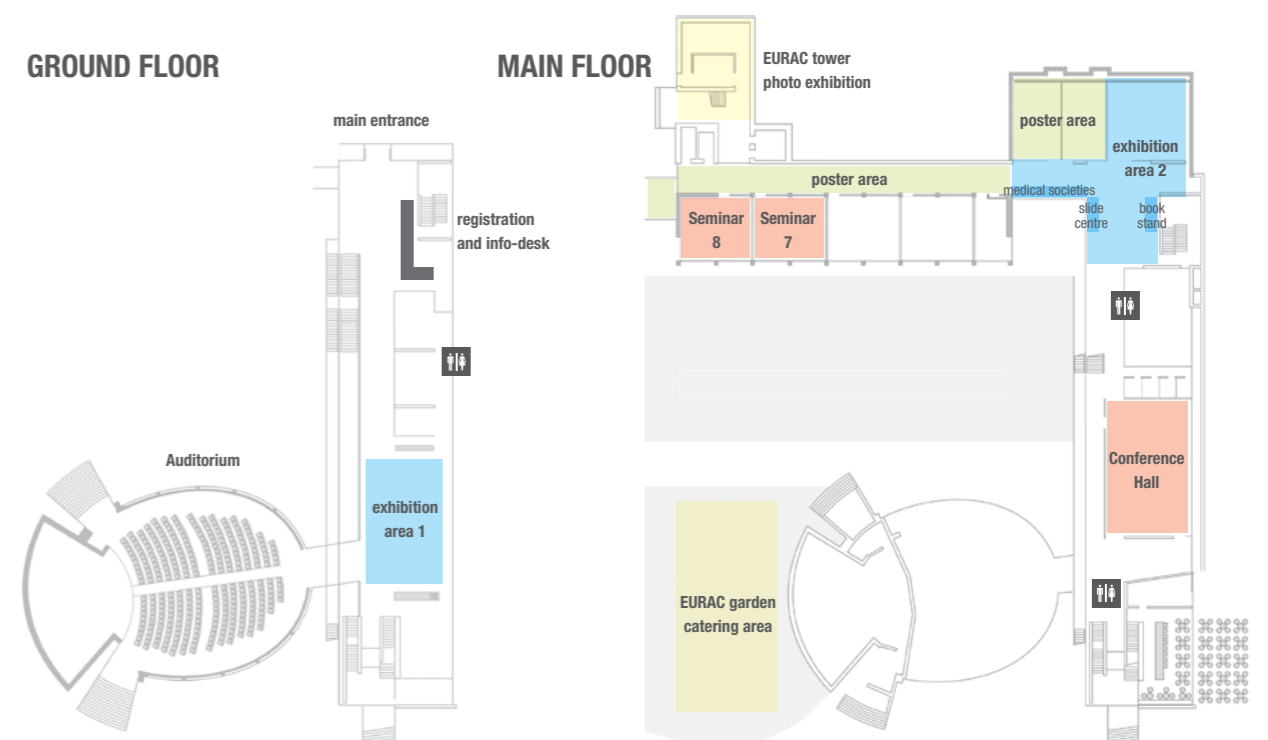 GROUND FLOOR
main entrance
registration
and info-desk
Auditorium
exhibition
area 1
MAIN FLOOR
EURAC tower
photo exhibition
poster area
exhibition
area 2
poster area
medical societies
slide
centre
book
stand
Seminar
8
Seminar
7
Conference
Hall
EURAC garden
catering area